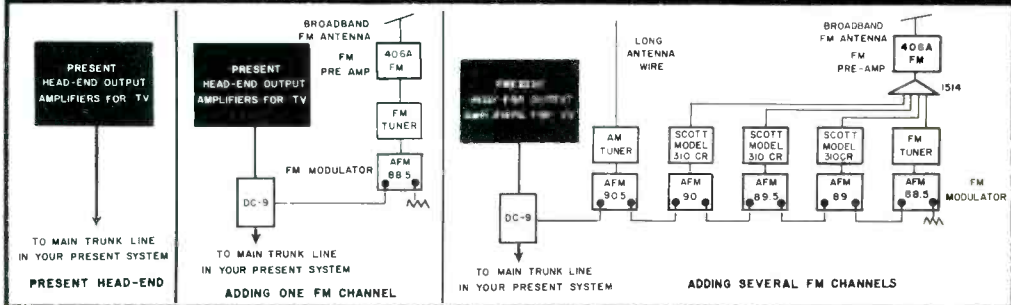 PRESENT
HEAD-END OUTPUT
AMPLIFIERS FOR TV
TO MAIN TRUNK LINE
IN YOUR PRESENT SYSTEM
PRESENT HEAD-END
BROADBAND
FM ANTENNA
406A
FM
FM
PRE AMP
PRESENT
HEAD-END OUTPUT
AMPLIFIERS FOR TV
FM
TUNER
FM MODULATOR
AFM
88.5
DC-9
TO MAIN TRUNK LINE
IN YOUR PRESENT SYSTEM
ADDING ONE FM CHANNEL
LONG
ANTENNA
WIRE
BROADBAND
FM ANTENNA
FM
PRE-AMP
406A
FM
1514
AM
TUNER
SCOTT
MODEL
310 CR
SCOTT
MODEL
310 CR
SCOTT
MODEL
310CR
FM
TUNER
AFM
90.5
AFM
90
AFM
89.5
AFM
89
AFM
88.5
FM
MODULATOR
DC-9
TO MAIN TRUNK LINE
IN YOUR PRESENT SYSTEM
ADDING SEVERAL FM CHANNELS